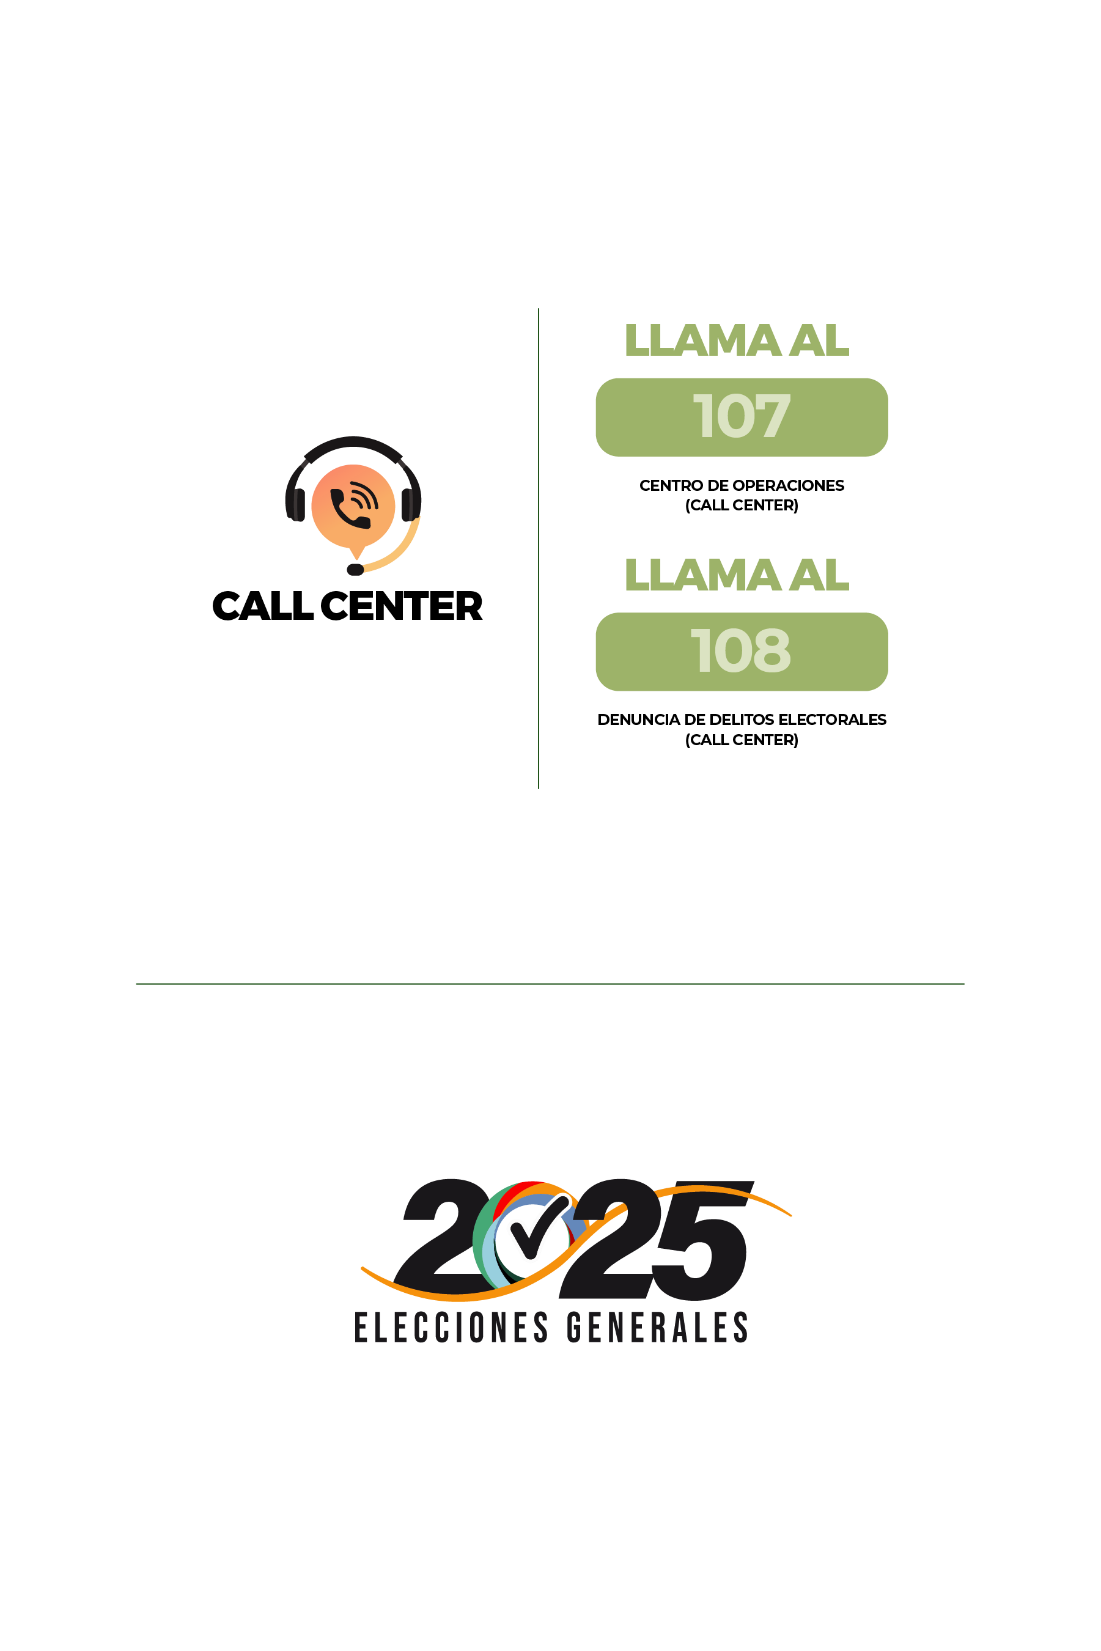 CALL CENTER
LLAMA AL
107
CENTRO DE OPERACIONES
(CALL CENTER)
LLAMA AL
108
DENUNCIA DE DELITOS ELECTORALES
(CALL CENTER)
2025
ELECCIONES GENERALES